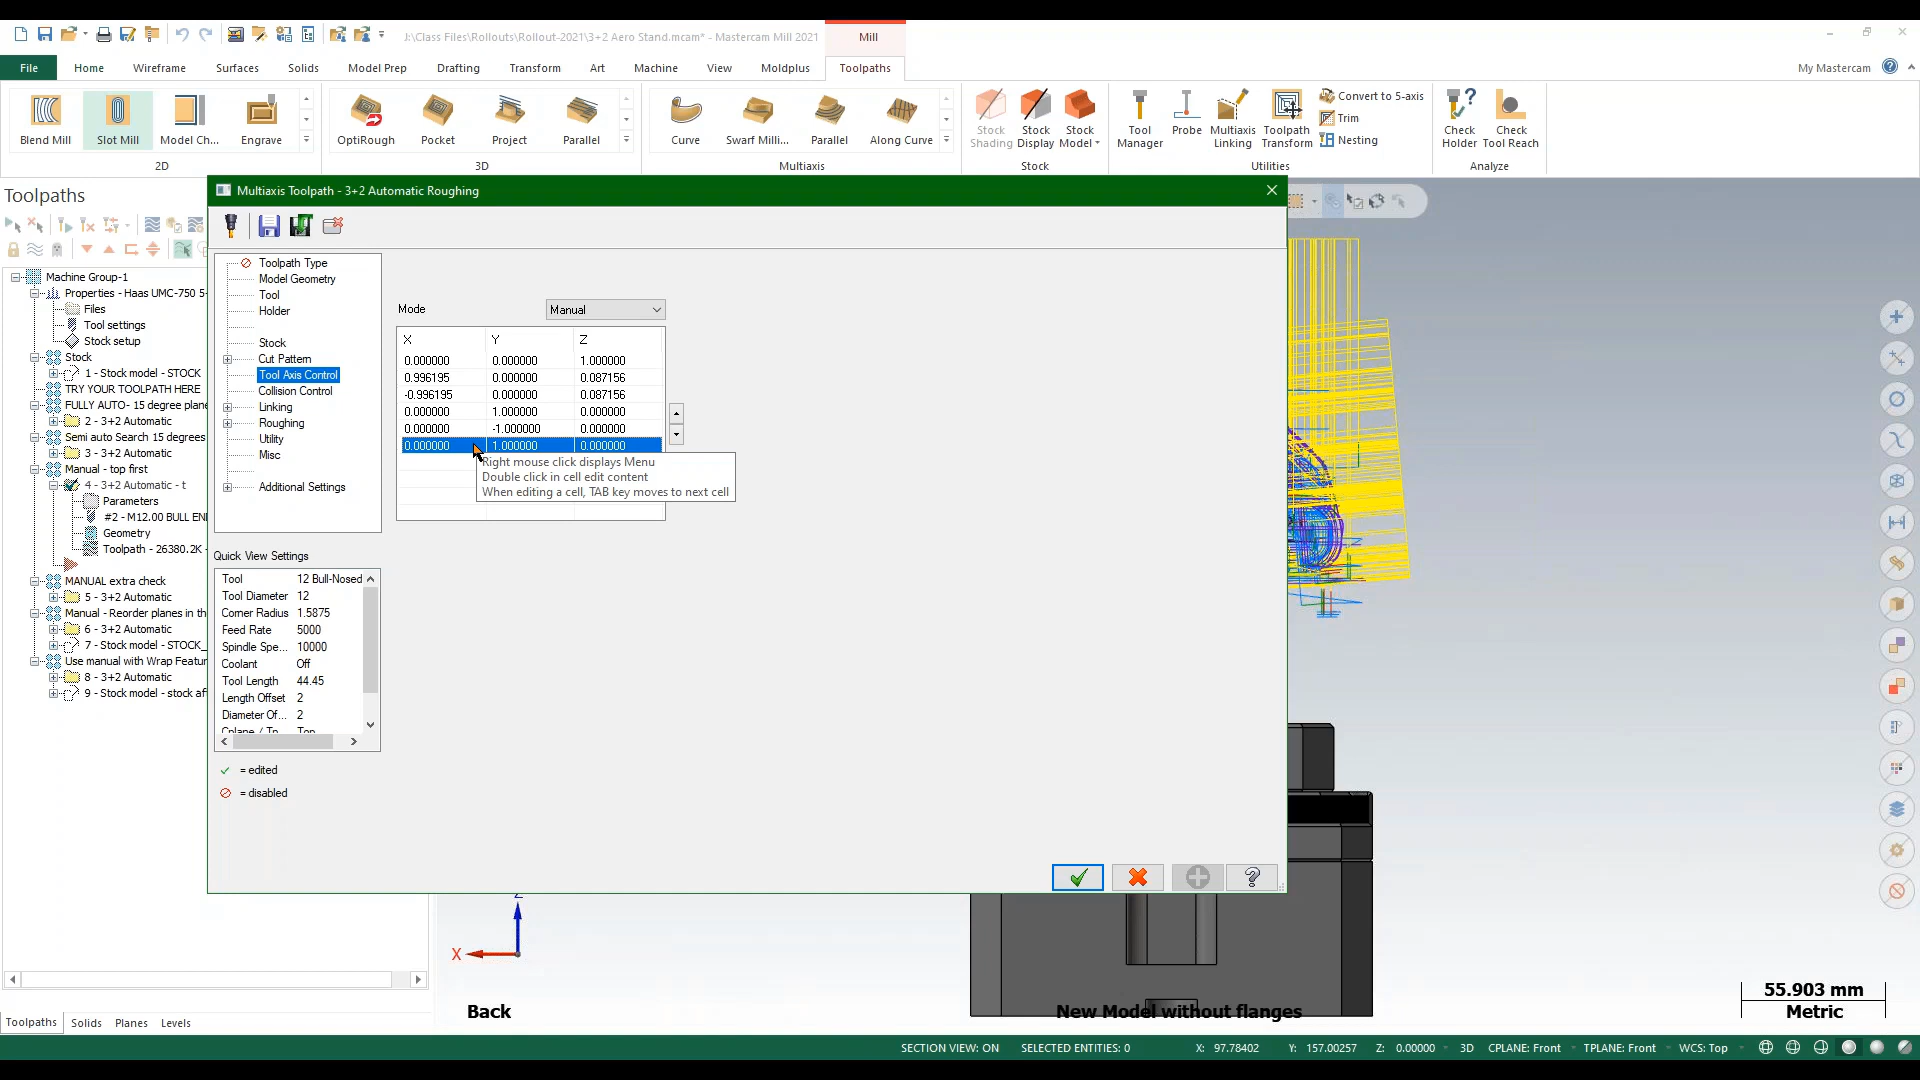 J:\Class Files\Rollouts\Rollout-2021\3+2 Aero Stand.mcam* - Mastercam Mill 2021
Mill
File Home Wireframe Surfaces Solids Model Prep Drafting Transform Art Machine View Moldplus Toolpaths My Mastercam
Blend Mill Slot Mill Model Ch... Engrave
2D
OptiRough Pocket Project Parallel
3D
Curve Swarf Milli... Parallel Along Curve
Multiaxis
Stock Shading Stock Display Stock Model
Stock
Tool Manager Probe Multiaxis Linking Toolpath Transform
Convert to 5-axis
Trim
Nesting
Utilities
Check Holder Check Tool Reach
Analyze
Toolpaths
Machine Group-1
Properties - Haas UMC-750 5-
Files
Tool settings
Stock setup
Stock
1 - Stock model - STOCK
TRY YOUR TOOLPATH HERE
FULLY AUTO- 15 degree plane
2 - 3+2 Automatic
Semi auto Search 15 degrees
3 - 3+2 Automatic
Manual - top first
4 - 3+2 Automatic - t
Parameters
#2 - M12.00 BULL EN
Geometry
Toolpath - 26380.2K
MANUAL extra check
5 - 3+2 Automatic
Manual - Reorder planes in th
6 - 3+2 Automatic
7 - Stock model - STOCK_
Use manual with Wrap Featur
8 - 3+2 Automatic
9 - Stock model - stock af
Toolpaths Solids Planes Levels
Multiaxis Toolpath - 3+2 Automatic Roughing
Toolpath Type
Model Geometry
Tool
Holder
Stock
Cut Pattern
Tool Axis Control
Collision Control
Linking
Roughing
Utility
Misc
Additional Settings
Mode Manual
X Y Z
0.000000 0.000000 1.000000
0.996195 0.000000 0.087156
-0.996195 0.000000 0.087156
0.000000 1.000000 0.000000
0.000000 -1.000000 0.000000
0.000000 1.000000 0.000000
Right mouse click displays Menu
Double click in cell edit content
When editing a cell, TAB key moves to next cell
Quick View Settings
Tool 12 Bull-Nosed
Tool Diameter 12
Corner Radius 1.5875
Feed Rate 5000
Spindle Spe... 10000
Coolant Off
Tool Length 44.45
Length Offset 2
Diameter Of... 2
= edited
= disabled
Z
X
Back
New Model without flanges
55.903 mm
Metric
SECTION VIEW: ON SELECTED ENTITIES: 0 X: 97.78402 Y: 157.00257 Z: 0.00000 3D CPLANE: Front TPLANE: Front WCS: Top